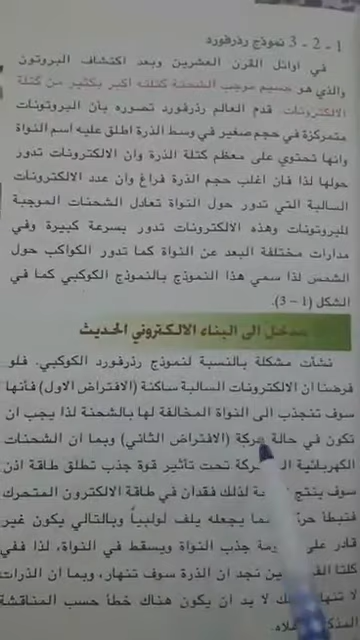 1 - 2 - 3 نموذج رذرفورد
في اوائل القرن العشرين وبعد اكتشاف البروتون
والذي هو جسيم موجب الشحنة كتلته اكبر بكثير من كتلة
الالكترونات. قدم العالم رذرفورد تصوره بأن البروتونات
متمركزة في حجم صغير في وسط الذرة اطلق عليه اسم النواة
وانها تحتوي على معظم كتلة الذرة وان الالكترونات تدور
حولها لذا فان اغلب حجم الذرة فراغ وان عدد الالكترونات
السالبة التي تدور حول النواة تعادل الشحنات الموجبة
للبروتونات وهذه الالكترونات تدور بسرعة كبيرة وفي
مدارات مختلفة البعد عن النواة كما تدور الكواكب حول
الشمس لذا سمي هذا النموذج بالنموذج الكوكبي كما في
الشكل (1 – 3).
مدخل الى البناء الالكتروني الحديث
نشأت مشكلة بالنسبة لنموذج رذرفورد الكوكبي. فلو
فرضنا ان الالكترونات السالبة ساكنة (الافتراض الاول) فأنها
سوف تنجذب الى النواة المخالفة لها بالشحنة لذا يجب ان
تكون في حالة حركة (الافتراض الثاني) وبما ان الشحنات
الكهربائية تحت تأثير قوة جذب تطلق طاقة اذن
سوف ينتج لذلك فقدان في طاقة الالكترون المتحرك
فتبطأ يجعله يلف لولبياً وبالتالي يكون غير
قادر على جذب النواة ويسقط في النواة، لذا ففي
كلتا نجد ان الذرة سوف تنهار، وبما ان الذرات
لا لا بد ان يكون هناك خطأ حسب المناقشة